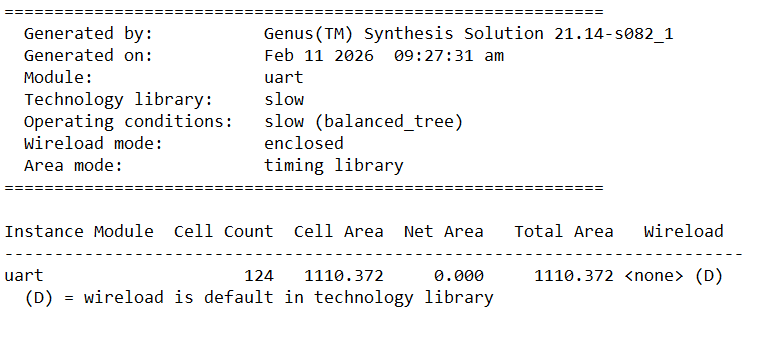 ============================================================
  Generated by:           Genus(TM) Synthesis Solution 21.14-s082_1
  Generated on:           Feb 11 2026  09:27:31 am
  Module:                 uart
  Technology library:     slow
  Operating conditions:   slow (balanced_tree)
  Wireload mode:          enclosed
  Area mode:              timing library
============================================================

Instance Module  Cell Count  Cell Area  Net Area   Total Area   Wireload
--------------------------------------------------------------------------
uart                    124   1110.372     0.000     1110.372 <none> (D)
  (D) = wireload is default in technology library